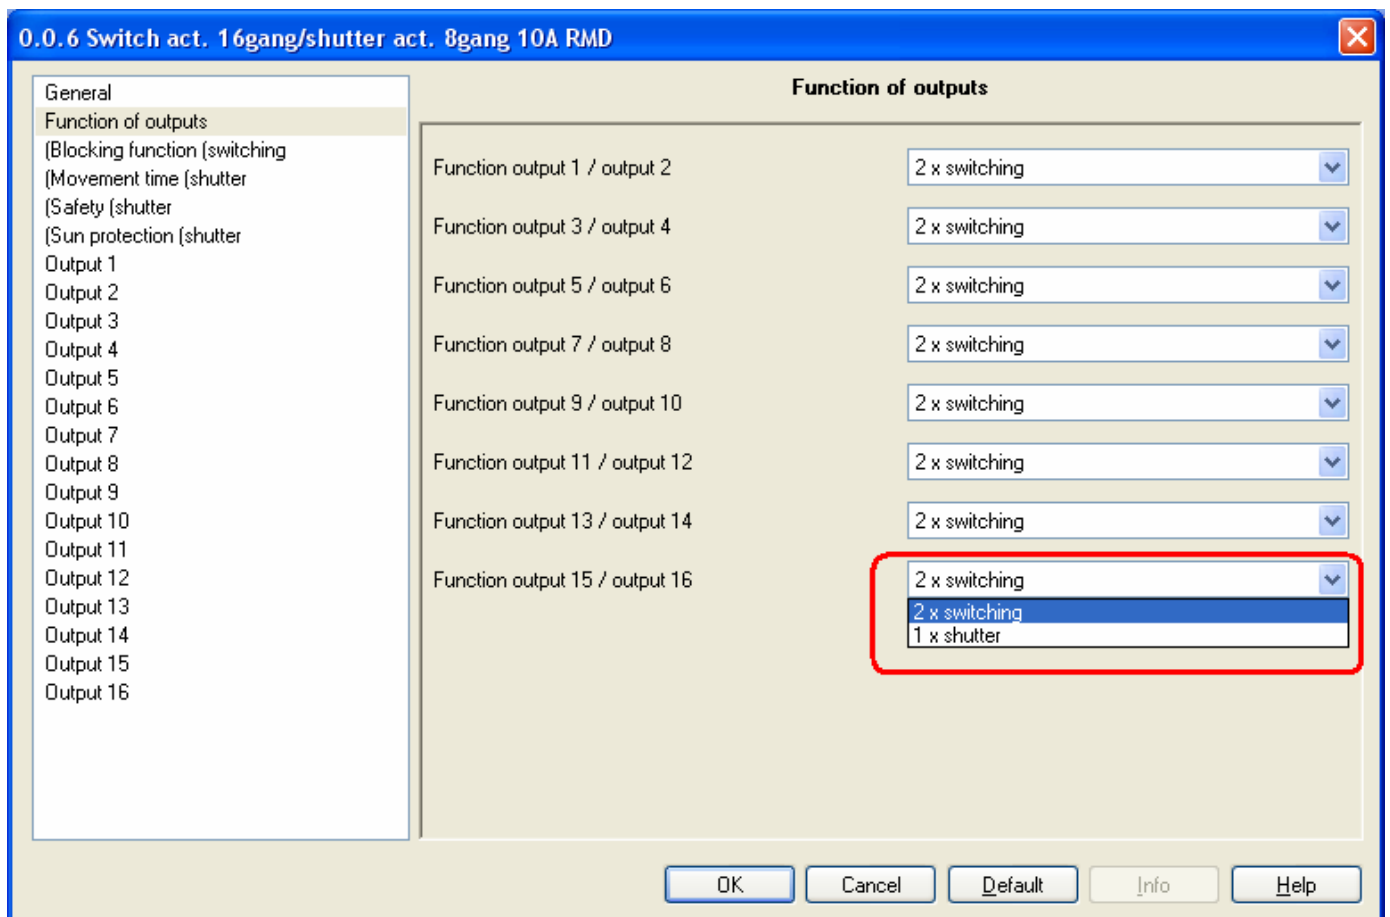 0.0.6 Switch act. 16gang/shutter act. 8gang 10A RMD
General
Function of outputs
(Blocking function (switching
(Movement time (shutter
(Safety (shutter
(Sun protection (shutter
Output 1
Output 2
Output 3
Output 4
Output 5
Output 6
Output 7
Output 8
Output 9
Output 10
Output 11
Output 12
Output 13
Output 14
Output 15
Output 16
Function of outputs
Function output 1 / output 2 2 x switching
Function output 3 / output 4 2 x switching
Function output 5 / output 6 2 x switching
Function output 7 / output 8 2 x switching
Function output 9 / output 10 2 x switching
Function output 11 / output 12 2 x switching
Function output 13 / output 14 2 x switching
Function output 15 / output 16 2 x switching
2 x switching
1 x shutter
OK Cancel Default Info Help